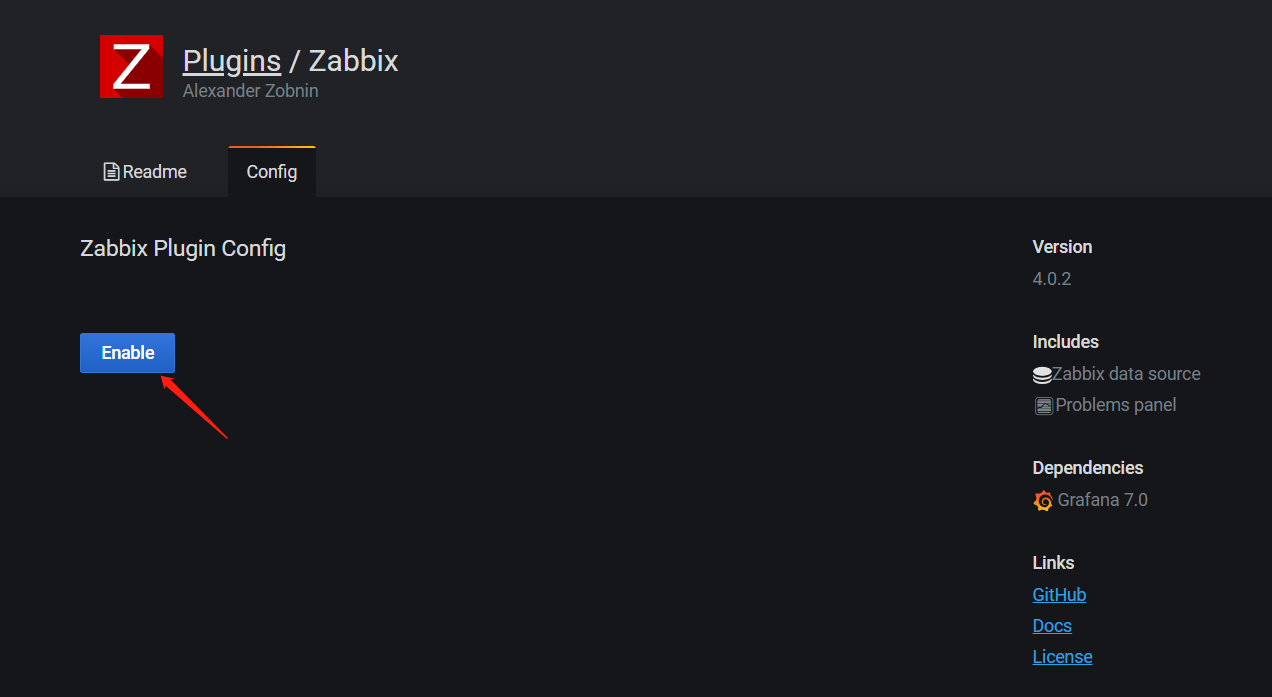 Z
Plugins / Zabbix
Alexander Zobnin
Readme
Config
Zabbix Plugin Config
Enable
Version
4.0.2
Includes
Zabbix data source
Problems panel
Dependencies
Grafana 7.0
Links
GitHub
Docs
License